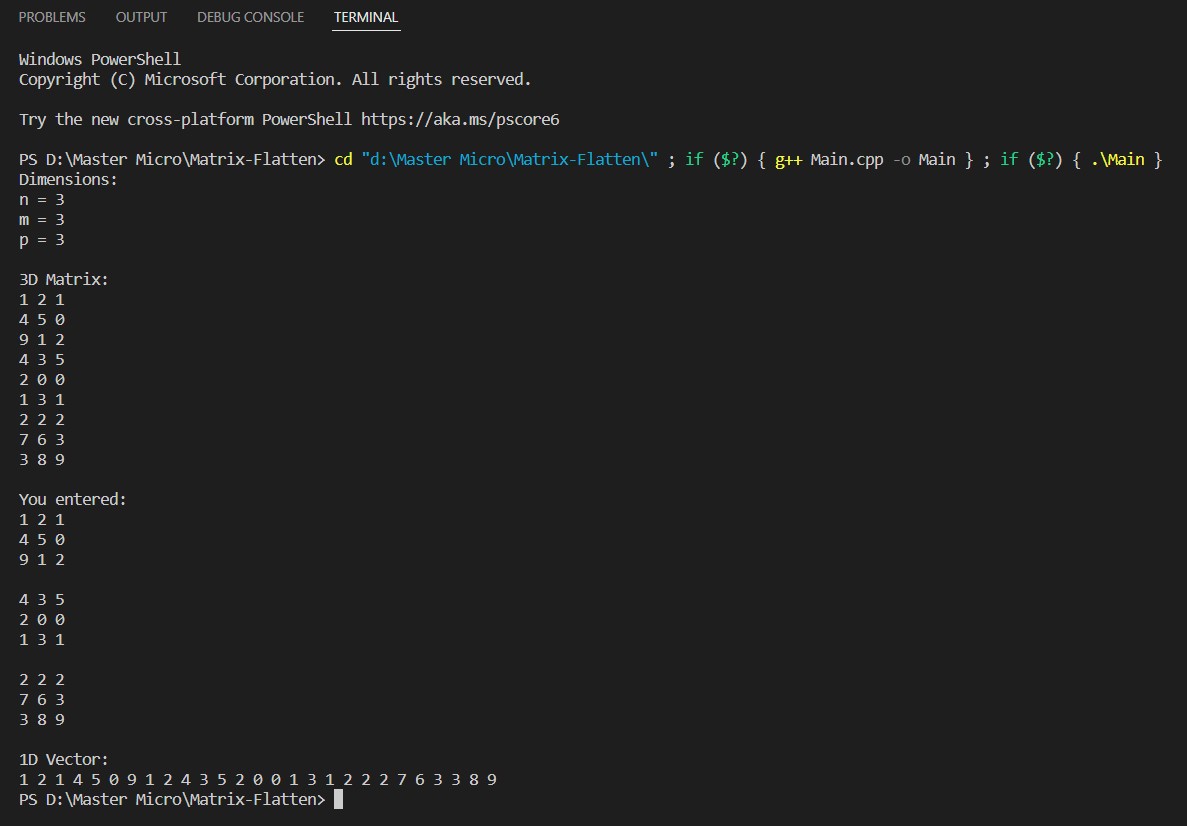 PROBLEMS OUTPUT DEBUG CONSOLE TERMINAL
Windows PowerShell
Copyright (C) Microsoft Corporation. All rights reserved.
Try the new cross-platform PowerShell https://aka.ms/pscore6
PS D:\Master Micro\Matrix-Flatten> cd "d:\Master Micro\Matrix-Flatten\" ; if ($?) { g++ Main.cpp -o Main } ; if ($?) { .\Main }
Dimensions:
n = 3
m = 3
p = 3
3D Matrix:
1 2 1
4 5 0
9 1 2
4 3 5
2 0 0
1 3 1
2 2 2
7 6 3
3 8 9
You entered:
1 2 1
4 5 0
9 1 2
4 3 5
2 0 0
1 3 1
2 2 2
7 6 3
3 8 9
1D Vector:
1 2 1 4 5 0 9 1 2 4 3 5 2 0 0 1 3 1 2 2 2 7 6 3 3 8 9
PS D:\Master Micro\Matrix-Flatten>